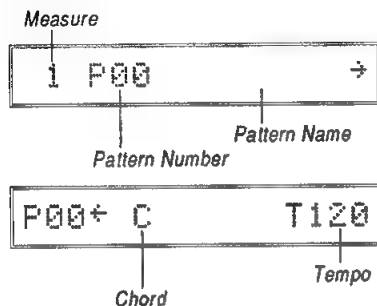 Measure
1 P00 →
Pattern Name
Pattern Number
P00← C T120
Tempo
Chord